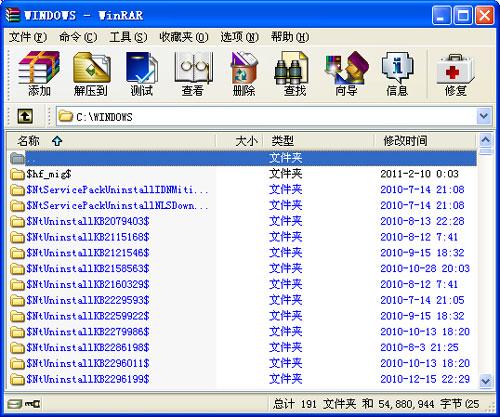 WINDOWS - WinRAR
文件(F) 命令(C) 工具(S) 收藏夹(O) 选项(N) 帮助(H)
添加 解压到 测试 查看 删除 查找 向导 信息 修复
C:\WINDOWS
名称 大小 类型 修改时间
.. 文件夹
$hf_mig$ 文件夹 2011-2-10 0:03
$NtServicePackUninstallIDNMiti... 文件夹 2010-7-14 21:08
$NtServicePackUninstallNLSDown... 文件夹 2010-7-14 21:08
$NtUninstallKB2079403$ 文件夹 2010-8-13 22:28
$NtUninstallKB2115168$ 文件夹 2010-8-12 7:41
$NtUninstallKB2121546$ 文件夹 2010-9-15 18:32
$NtUninstallKB2158563$ 文件夹 2010-10-28 20:03
$NtUninstallKB2160329$ 文件夹 2010-8-12 7:41
$NtUninstallKB2229593$ 文件夹 2010-7-14 21:05
$NtUninstallKB2259922$ 文件夹 2010-9-15 18:32
$NtUninstallKB2279986$ 文件夹 2010-10-13 18:20
$NtUninstallKB2286198$ 文件夹 2010-8-3 21:25
$NtUninstallKB2296011$ 文件夹 2010-10-13 18:20
$NtUninstallKB2296199$ 文件夹 2010-12-15 22:29
总计 191 文件夹 和 54,880,944 字节(25